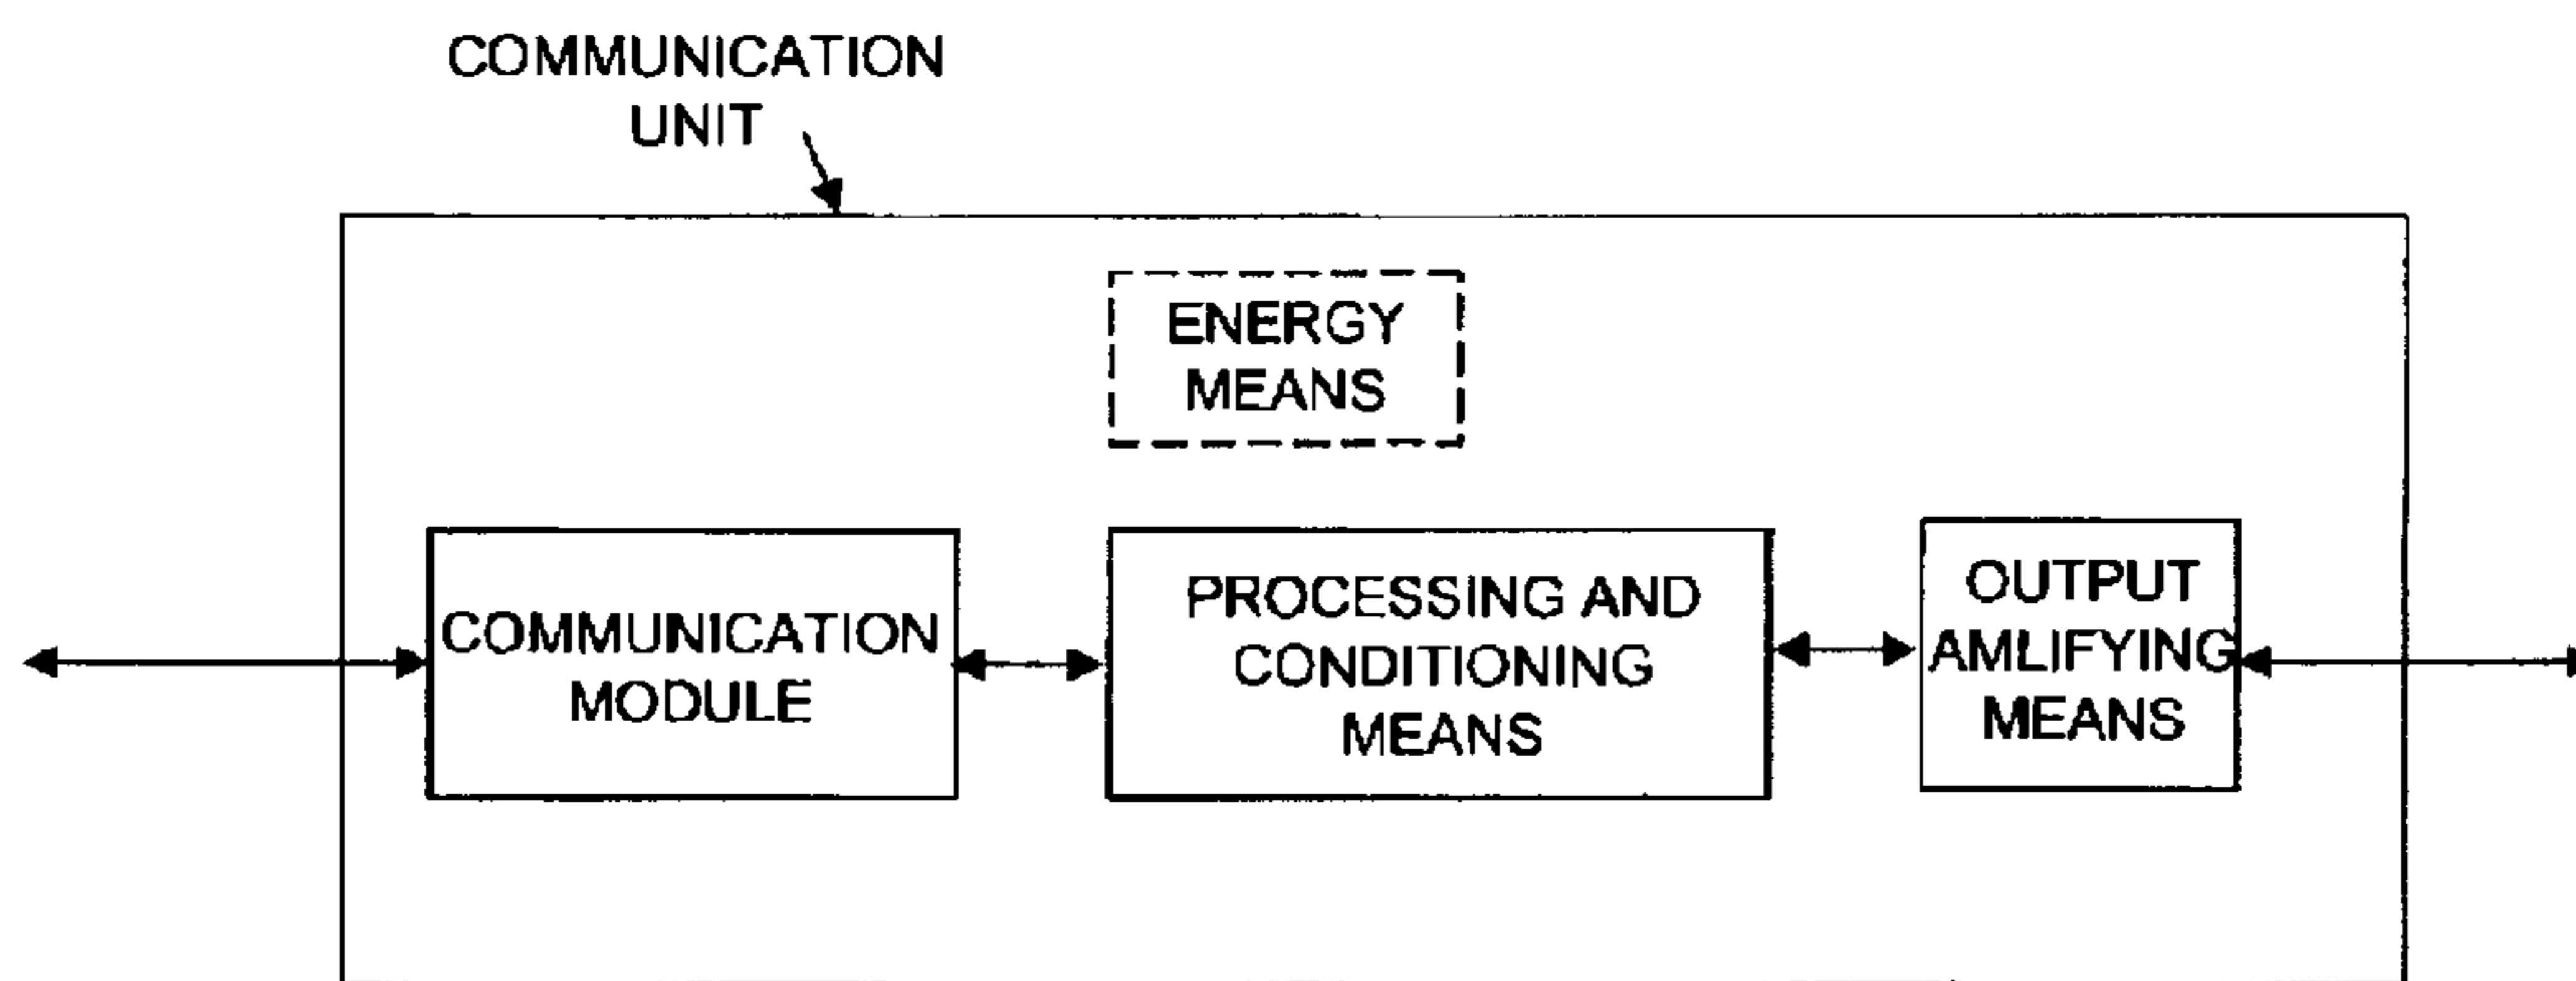 COMMUNICATION
UNIT
ENERGY
MEANS
COMMUNICATION
MODULE
PROCESSING AND
CONDITIONING
MEANS
OUTPUT
AMLIFYING
MEANS